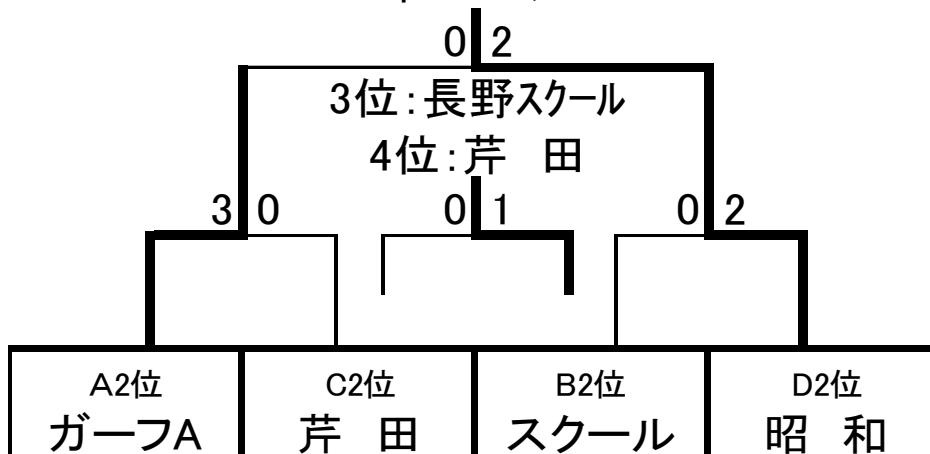 0 2
3位:長野スクール
4位:芹 田
3 0 0 1 0 2
A2位 C2位 B2位 D2位
ガーフA 芹 田 スクール 昭 和